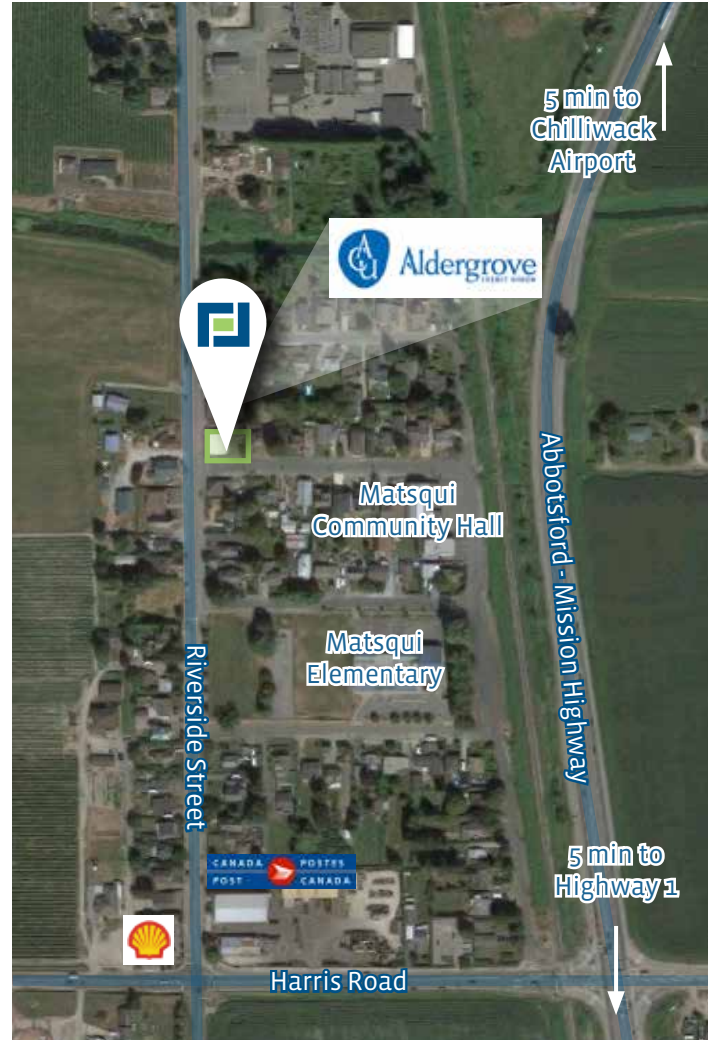 5 min to
Chilliwack
Airport
ACU
Aldergrove
CREDIT UNION
Matsqui
Community Hall
Abbotsford - Mission Highway
Matsqui
Elementary
Riverside Street
CANADA POSTES
POST CANADA
5 min to
Highway 1
Harris Road